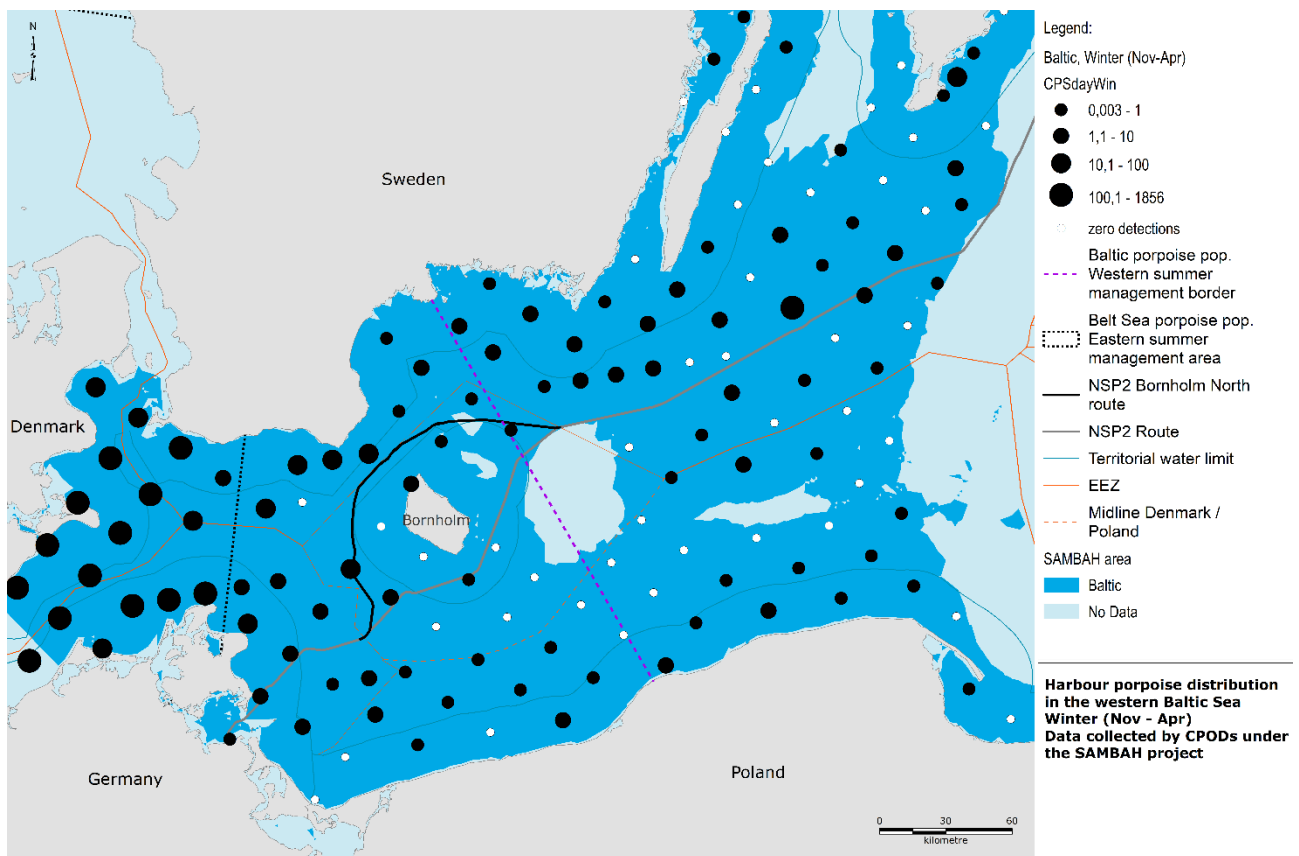 N
Sweden
Denmark
Bornholm
Germany
Poland
0 30 60
kilometre
Legend:
Baltic, Winter (Nov-Apr)
CPSdayWin
0,003 - 1
1,1 - 10
10,1 - 100
100,1 - 1856
zero detections
Baltic porpoise pop.
Western summer
management border
Belt Sea porpoise pop.
Eastern summer
management area
NSP2 Bornholm North
route
NSP2 Route
Territorial water limit
EEZ
Midline Denmark /
Poland
SAMBAH area
Baltic
No Data
Harbour porpoise distribution
in the western Baltic Sea
Winter (Nov - Apr)
Data collected by CPODs under
the SAMBAH project